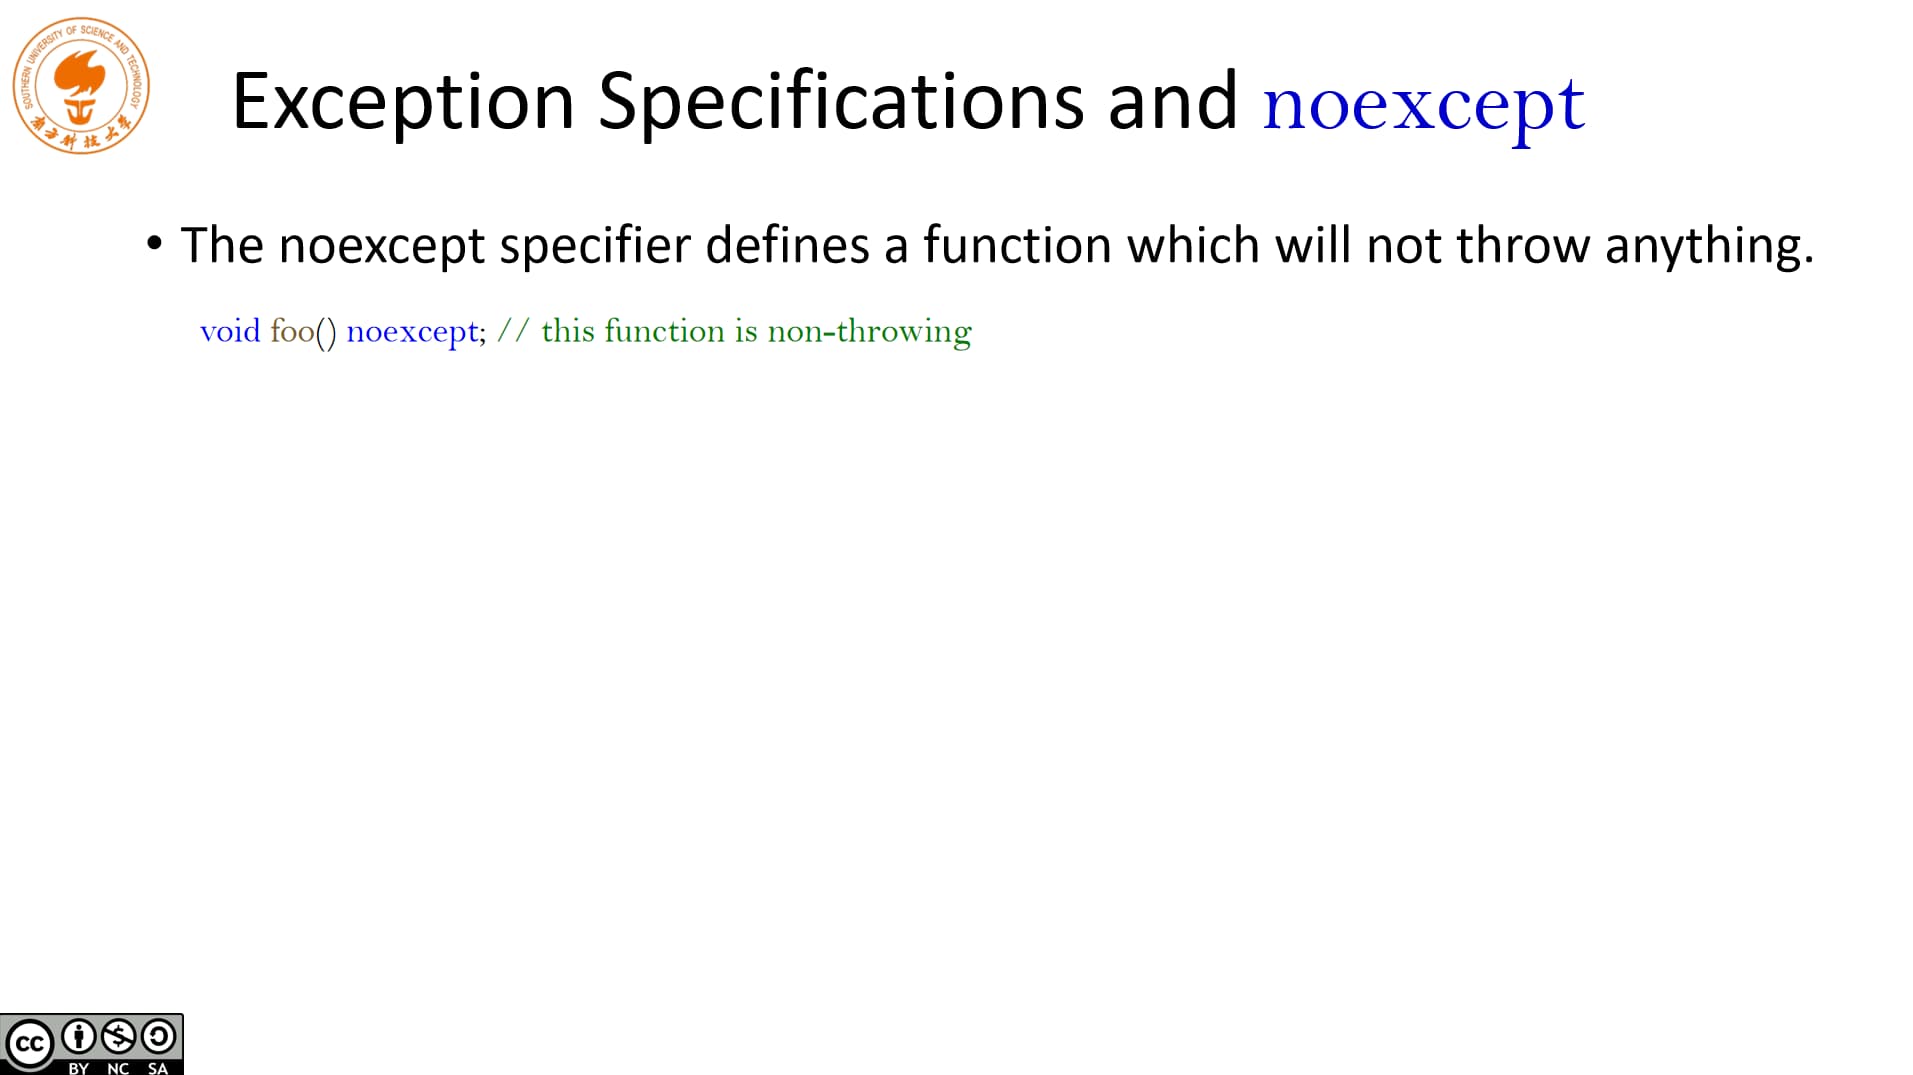 SOUTHERN UNIVERSITY OF SCIENCE AND TECHNOLOGY
南方科技大学
Exception Specifications and noexcept
• The noexcept specifier defines a function which will not throw anything.
void foo() noexcept; // this function is non-throwing
cc
BY NC SA